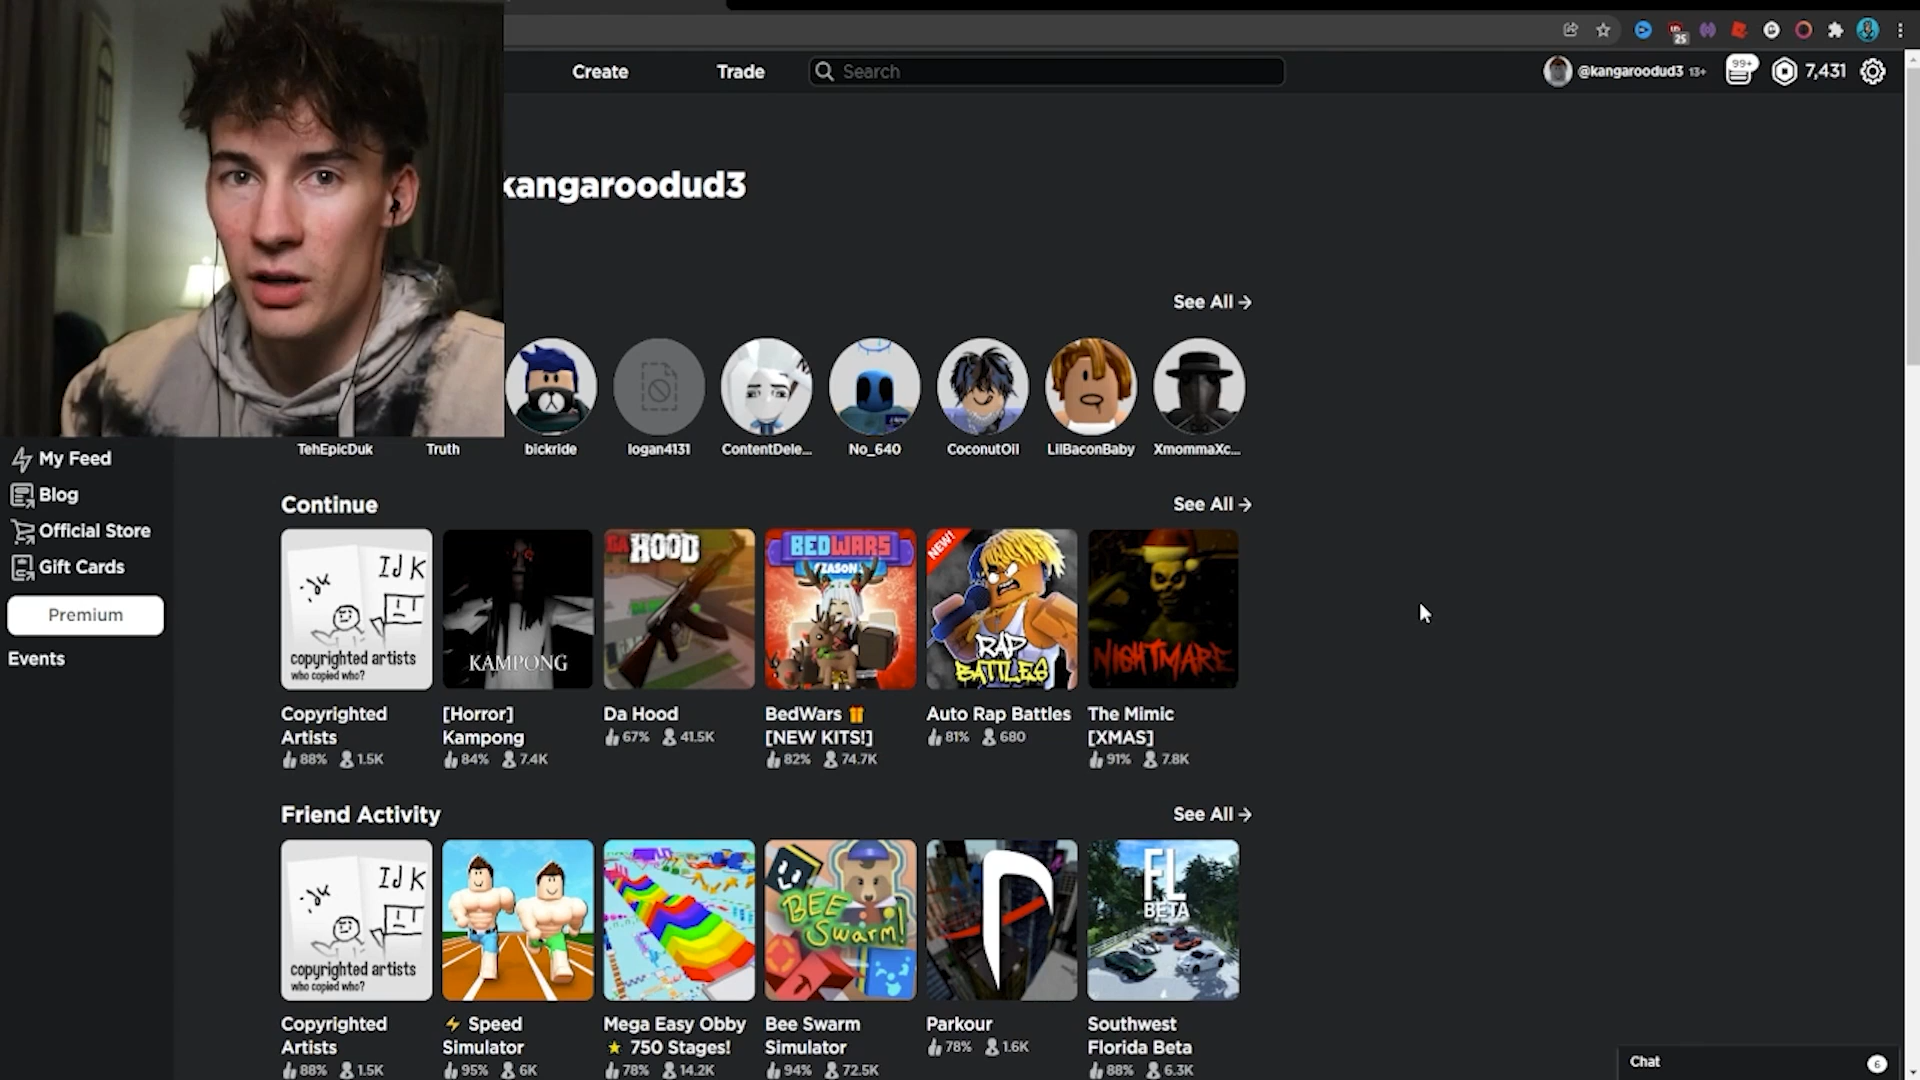 Create
Trade
Search
@kangaroodud3 13+
99+
7,431
25
kangaroodud3
See All
TehEpicDuk
Truth
bickride
logan4131
ContentDele...
No_640
CoconutOil
LilBaconBaby
XmommaXc...
My Feed
Blog
Official Store
Gift Cards
Premium
Events
Continue
See All
IJK
copyrighted artists
who copied who?
KAMPONG
DA HOOD
BEDWARS
NEW!
RAP
BATTLES
NIGHTMARE
Copyrighted
Artists
88% 1.5K
[Horror]
Kampong
84% 7.4K
Da Hood
67% 41.5K
BedWars
[NEW KITS!]
82% 74.7K
Auto Rap Battles
81% 680
The Mimic
[XMAS]
91% 7.8K
Friend Activity
See All
IJK
copyrighted artists
who copied who?
BEE
Swarm!
FL
BETA
Copyrighted
Artists
88% 1.5K
Speed
Simulator
95% 6K
Mega Easy Obby
750 Stages!
78% 14.2K
Bee Swarm
Simulator
94% 72.5K
Parkour
78% 1.6K
Southwest
Florida Beta
88% 6.3K
Chat
6